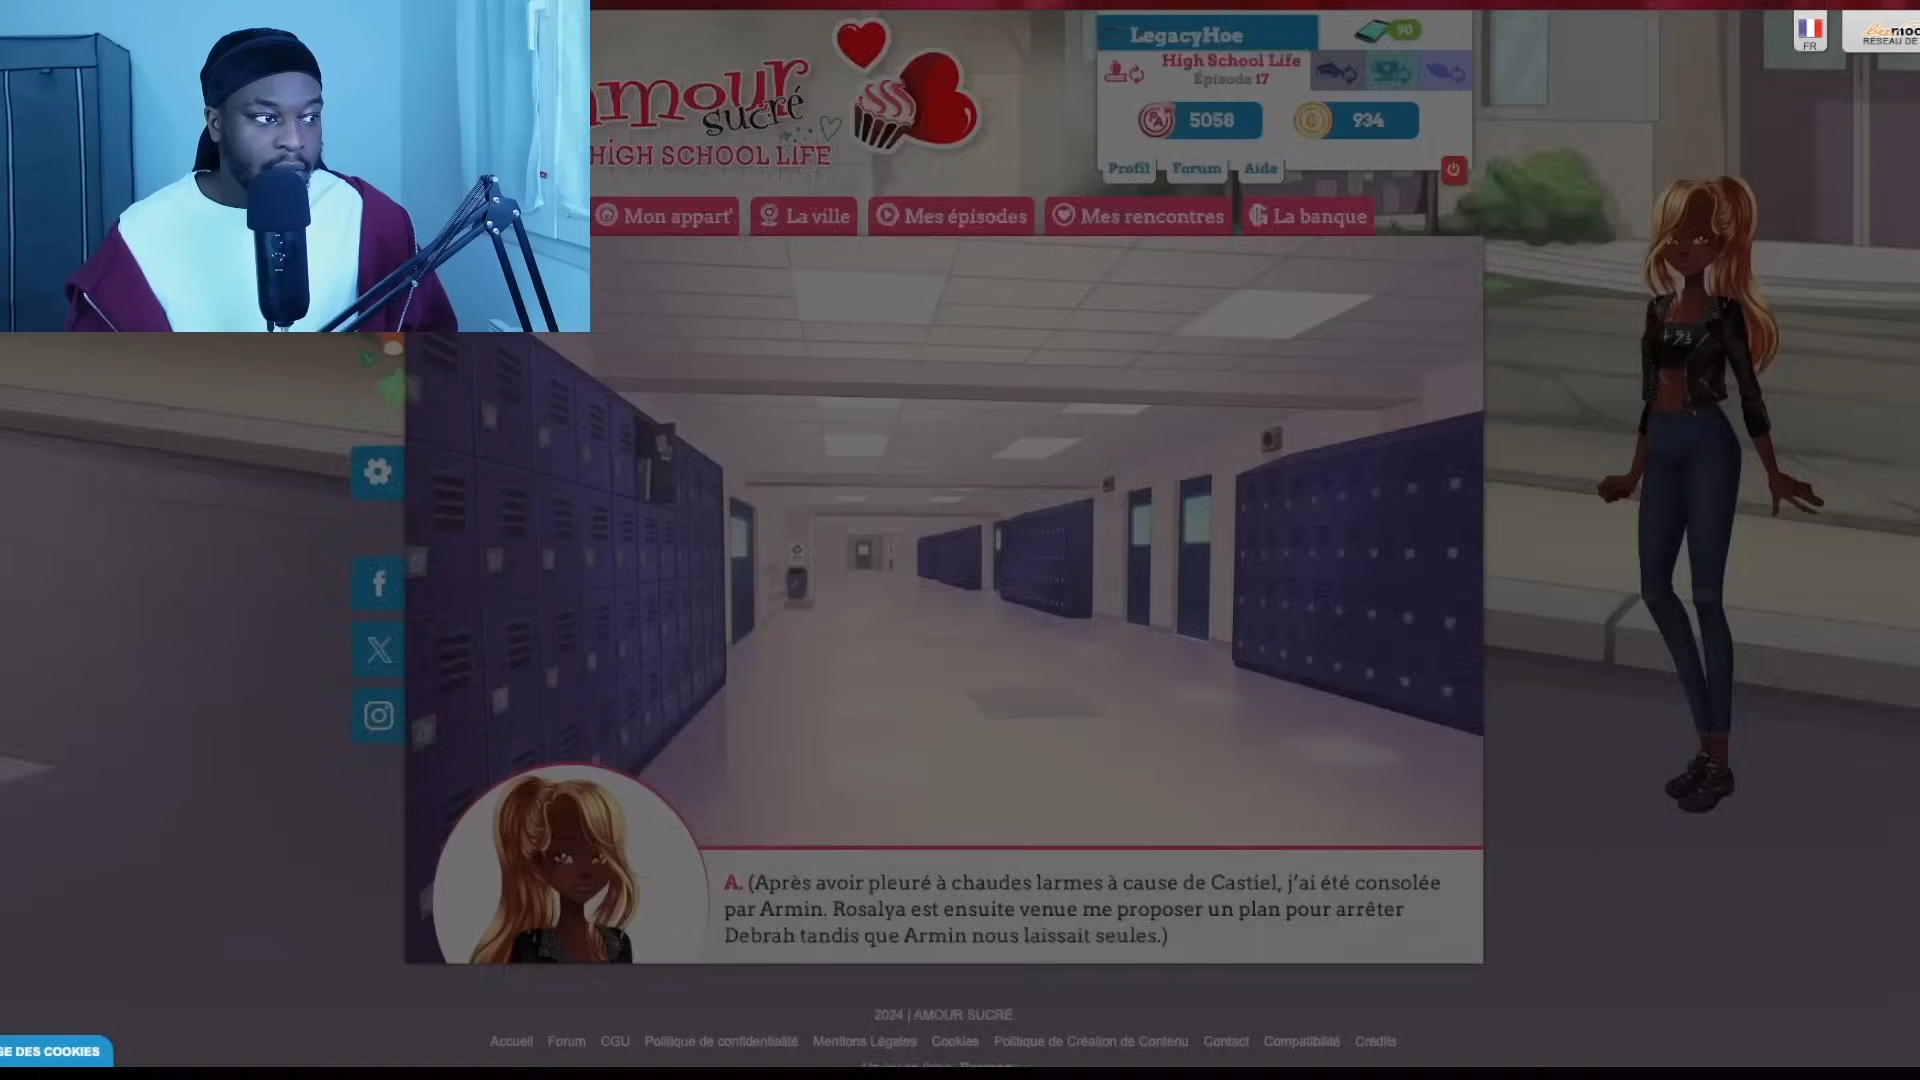 amour
sucré
HIGH SCHOOL LIFE
LegacyHoe
90
High School Life
Épisode 17
5058
934
Profil
Forum
Aide
FR
RESEAU DE
Mon appart'
La ville
Mes épisodes
Mes rencontres
La banque
A. (Après avoir pleuré à chaudes larmes à cause de Castiel, j'ai été consolée
par Armin. Rosalya est ensuite venue me proposer un plan pour arrêter
Debrah tandis que Armin nous laissait seules.)
2024 | AMOUR SUCRÉ
Accueil Forum CGU Politique de confidentialité Mentions Légales Cookies Politique de Création de Contenu Contact Compatibilité Crédits
GE DES COOKIES